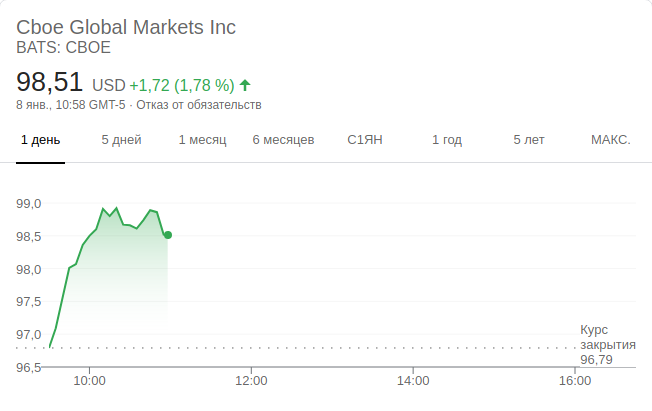 Cboe Global Markets Inc
BATS: CBOE
98,51 USD +1,72 (1,78 %)
8 янв., 10:58 GMT-5 · Отказ от обязательств
1 день 5 дней 1 месяц 6 месяцев С1ЯН 1 год 5 лет МАКС.
99,0
98,5
98,0
97,5
97,0
Курс
закрытия
96,79
96,5
10:00 12:00 14:00 16:00